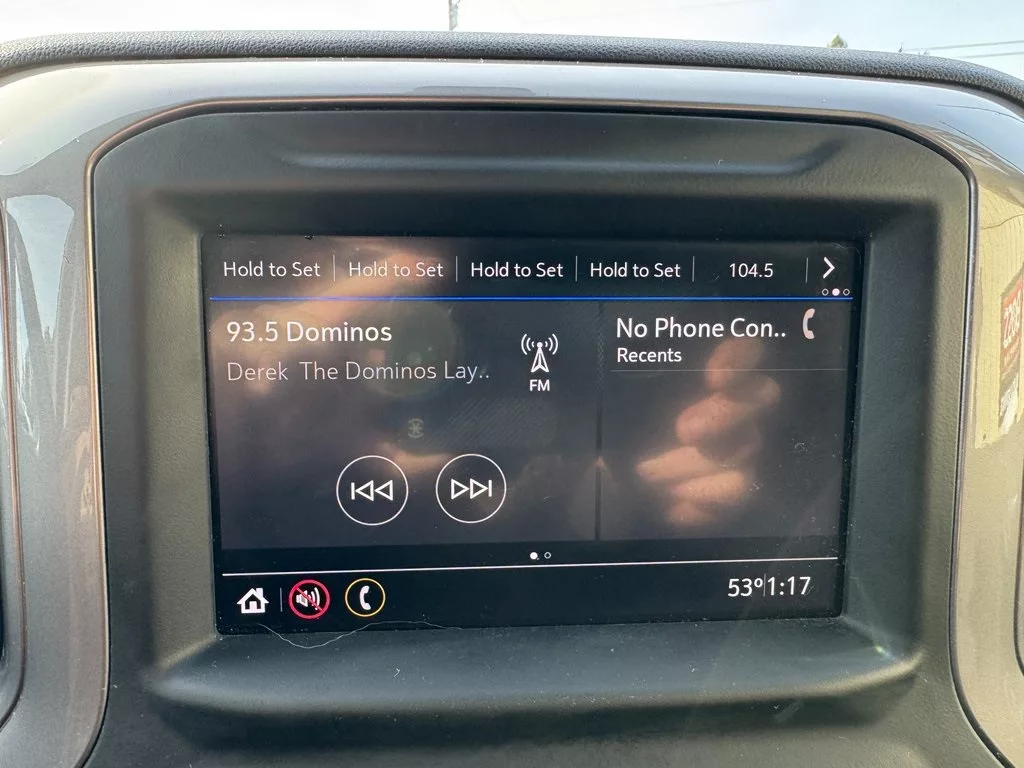 Hold to Set Hold to Set Hold to Set Hold to Set 104.5
93.5 Dominos
Derek The Dominos Lay..
FM
No Phone Con..
Recents
53º 1:17